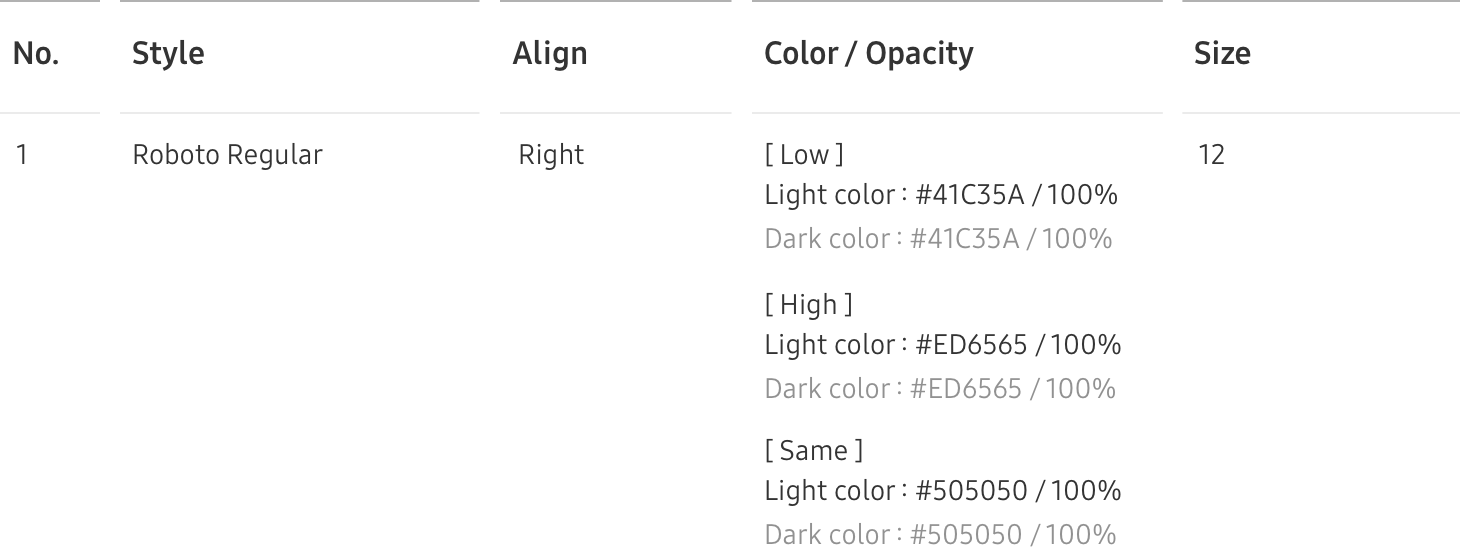 No. Style Align Color / Opacity Size
1 Roboto Regular Right [ Low ] 12
Light color : #41C35A / 100%
Dark color : #41C35A / 100%
[ High ]
Light color : #ED6565 / 100%
Dark color : #ED6565 / 100%
[ Same ]
Light color : #505050 / 100%
Dark color : #505050 / 100%